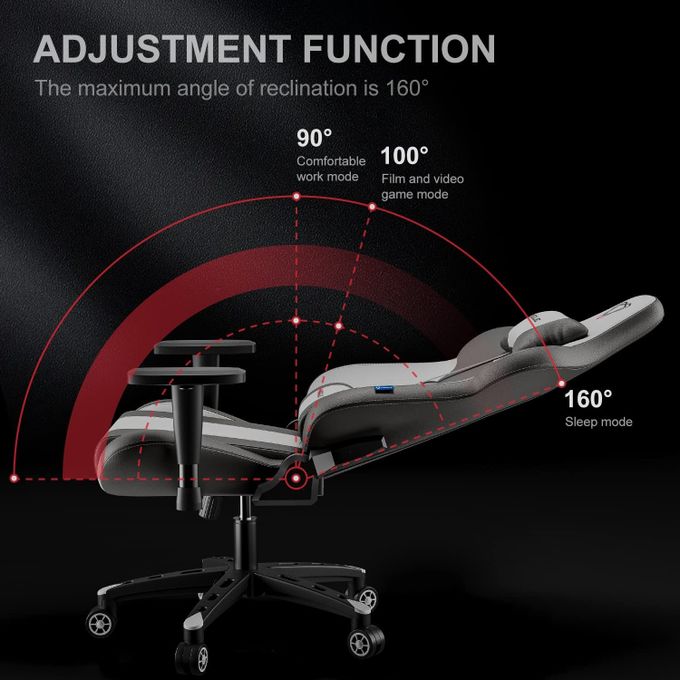 ADJUSTMENT FUNCTION
The maximum angle of reclination is 160°
90°
Comfortable
work mode
100°
Film and video
game mode
160°
Sleep mode